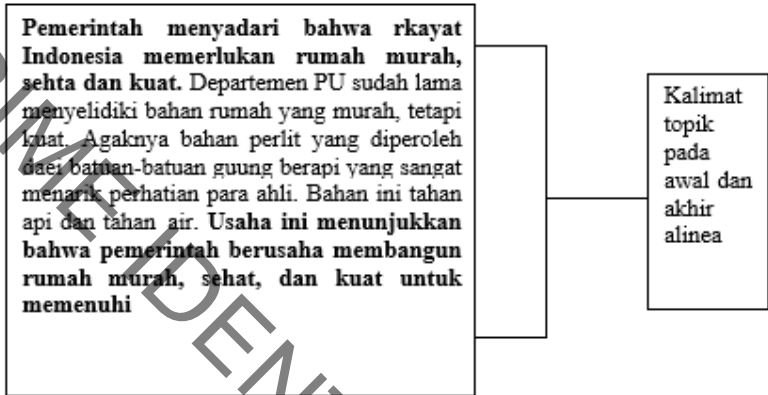 Pemerintah menyadari bahwa rkayat
Indonesia memerlukan rumah murah,
sehta dan kuat. Departemen PU sudah lama
menyelidiki bahan rumah yang murah, tetapi
kuat. Agaknya bahan perlit yang diperoleh
daei batuan-batuan guung berapi yang sangat
menarik perhatian para ahli. Bahan ini tahan
api dan tahan air. Usaha ini menunjukkan
bahwa pemerintah berusaha membangun
rumah murah, sehat, dan kuat untuk
memenuhi
Kalimat
topik
pada
awal dan
akhir
alinea